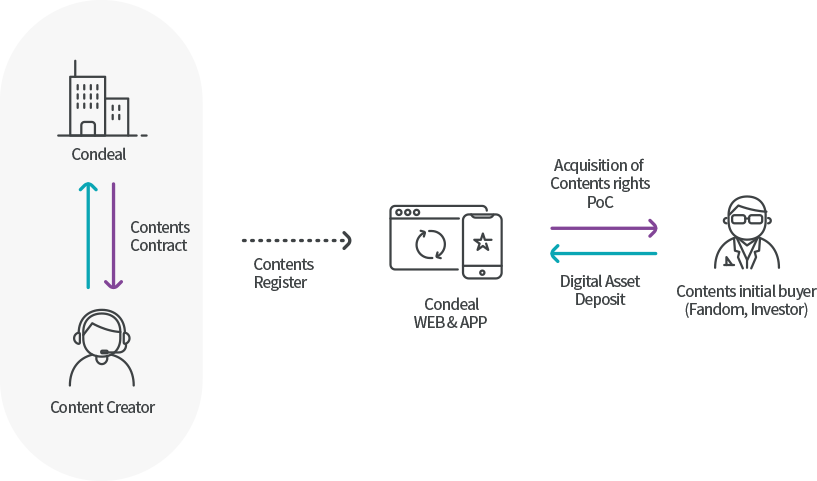 Condeal
Contents
Contract
Content Creator
Contents
Register
Condeal
WEB & APP
Acquisition of
Contents rights
PoC
Digital Asset
Deposit
Contents initial buyer
(Fandom, Investor)